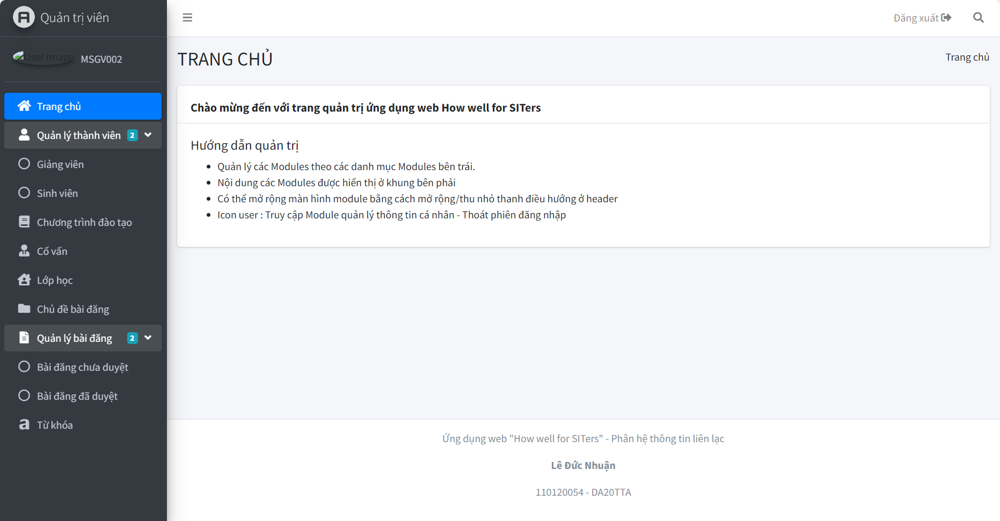 Quản trị viên
User Image
MSGV002
Trang chủ
Quản lý thành viên 2
Giảng viên
Sinh viên
Chương trình đào tạo
Cố vấn
Lớp học
Chủ đề bài đăng
Quản lý bài đăng 2
Bài đăng chưa duyệt
Bài đăng đã duyệt
Từ khóa
Đăng xuất
TRANG CHỦ
Trang chủ
Chào mừng đến với trang quản trị ứng dụng web How well for SITers
Hướng dẫn quản trị
Quản lý các Modules theo các danh mục Modules bên trái.
Nội dung các Modules được hiển thị ở khung bên phải
Có thể mở rộng màn hình module bằng cách mở rộng/thu nhỏ thanh điều hướng ở header
Icon user : Truy cập Module quản lý thông tin cá nhân - Thoát phiên đăng nhập
Ứng dụng web "How well for SITers" - Phân hệ thông tin liên lạc
Lê Đức Nhuận
110120054 - DA20TTA